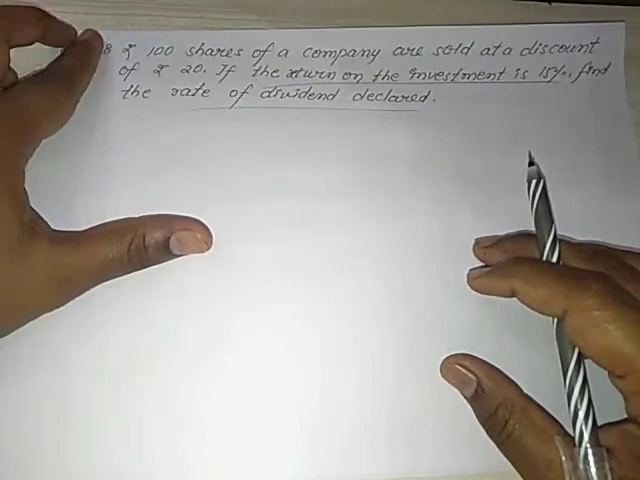 8 ₹ 100 shares of a company are sold at a discount
of ₹ 20. If the return on the investment is 15%, find
the rate of dividend declared.